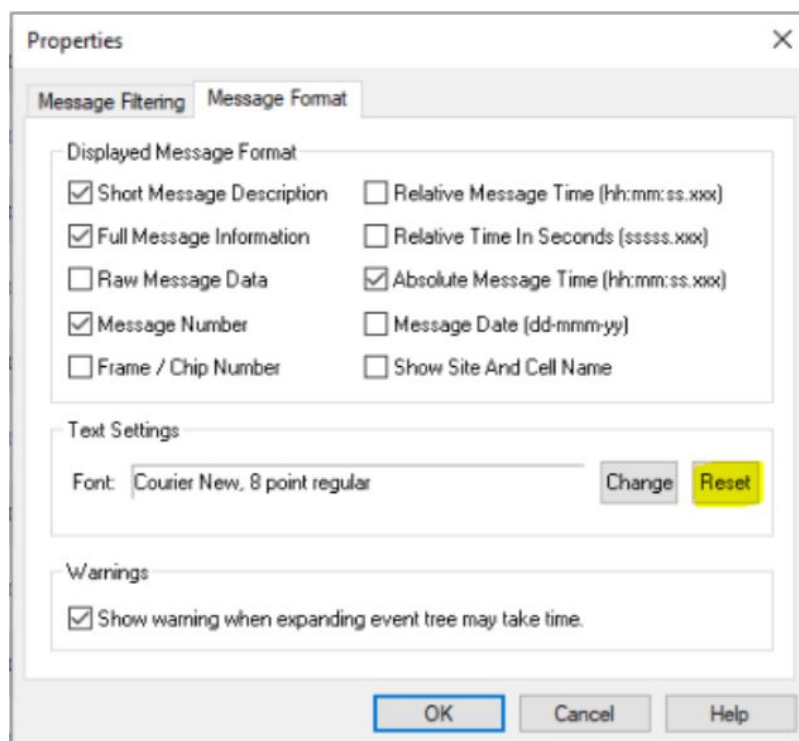 Properties
Message Filtering Message Format
Displayed Message Format
Short Message Description Relative Message Time (hh:mm:ss.xxx)
Full Message Information Relative Time In Seconds (sssss.xxx)
Raw Message Data Absolute Message Time (hh:mm:ss.xxx)
Message Number Message Date (dd-mmm-yy)
Frame / Chip Number Show Site And Cell Name
Text Settings
Font: Courier New, 8 point regular Change Reset
Warnings
Show warning when expanding event tree may take time.
OK Cancel Help